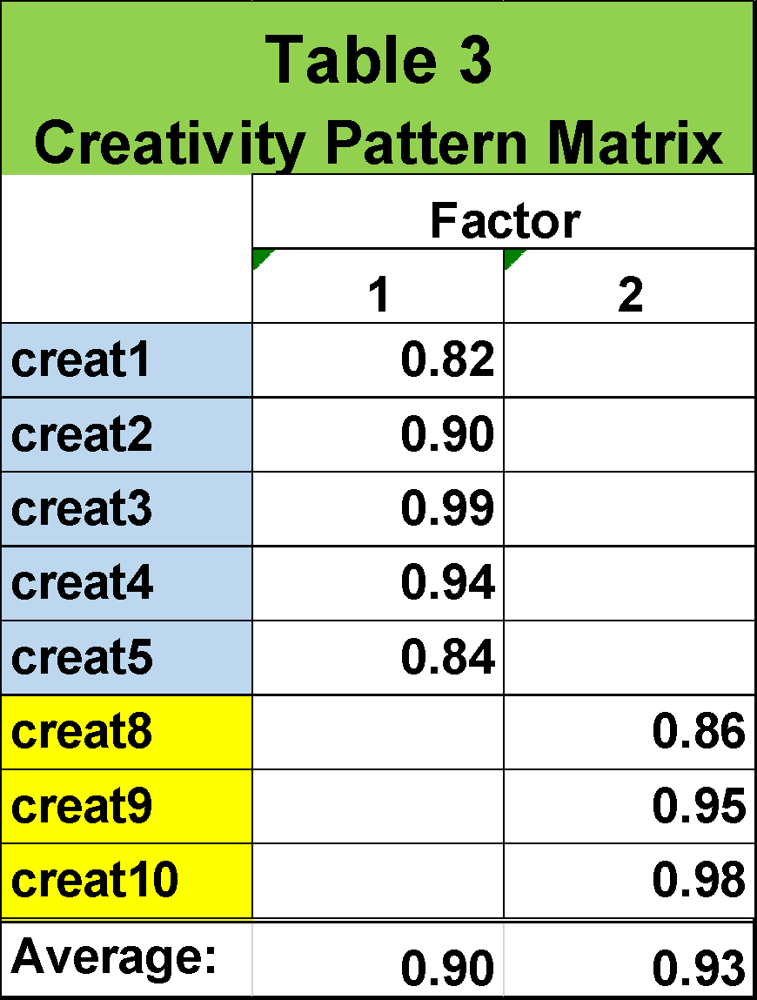 Table 3
Creativity Pattern Matrix
Factor
1 2
creat1 0.82
creat2 0.90
creat3 0.99
creat4 0.94
creat5 0.84
creat8 0.86
creat9 0.95
creat10 0.98
Average: 0.90 0.93